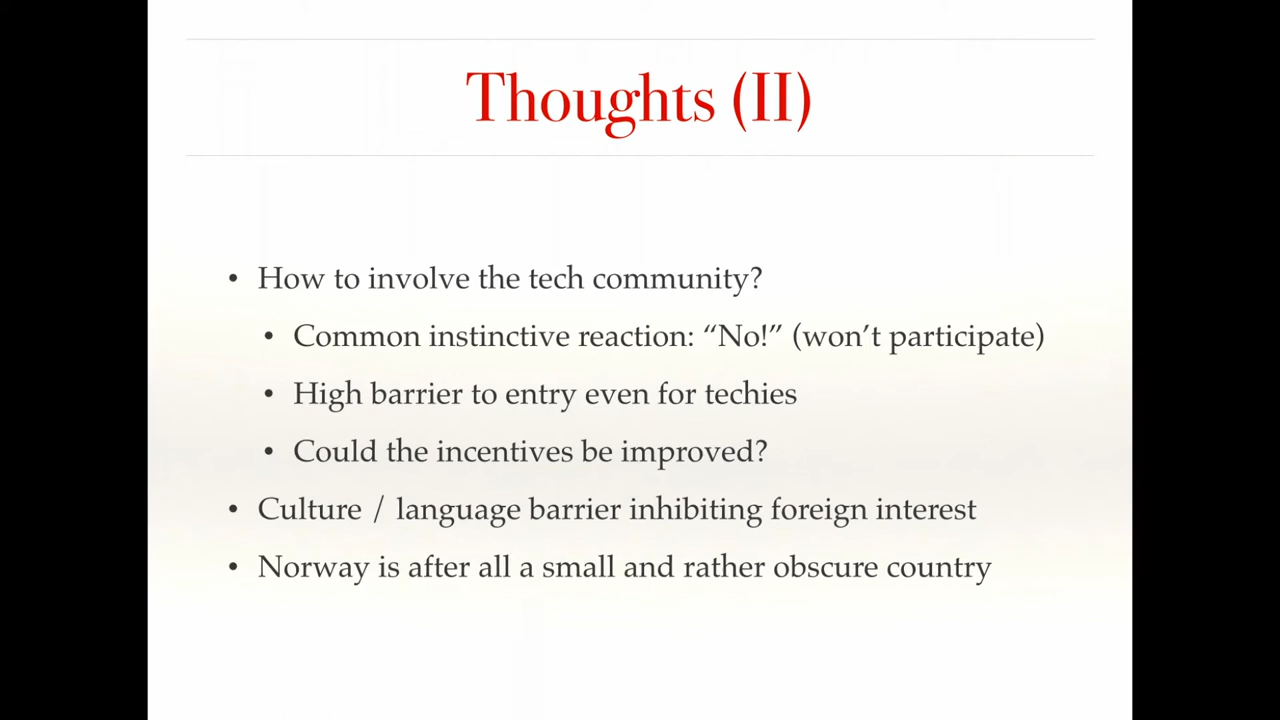 Thoughts (II)
• How to involve the tech community?
• Common instinctive reaction: “No!” (won’t participate)
• High barrier to entry even for techies
• Could the incentives be improved?
• Culture / language barrier inhibiting foreign interest
• Norway is after all a small and rather obscure country